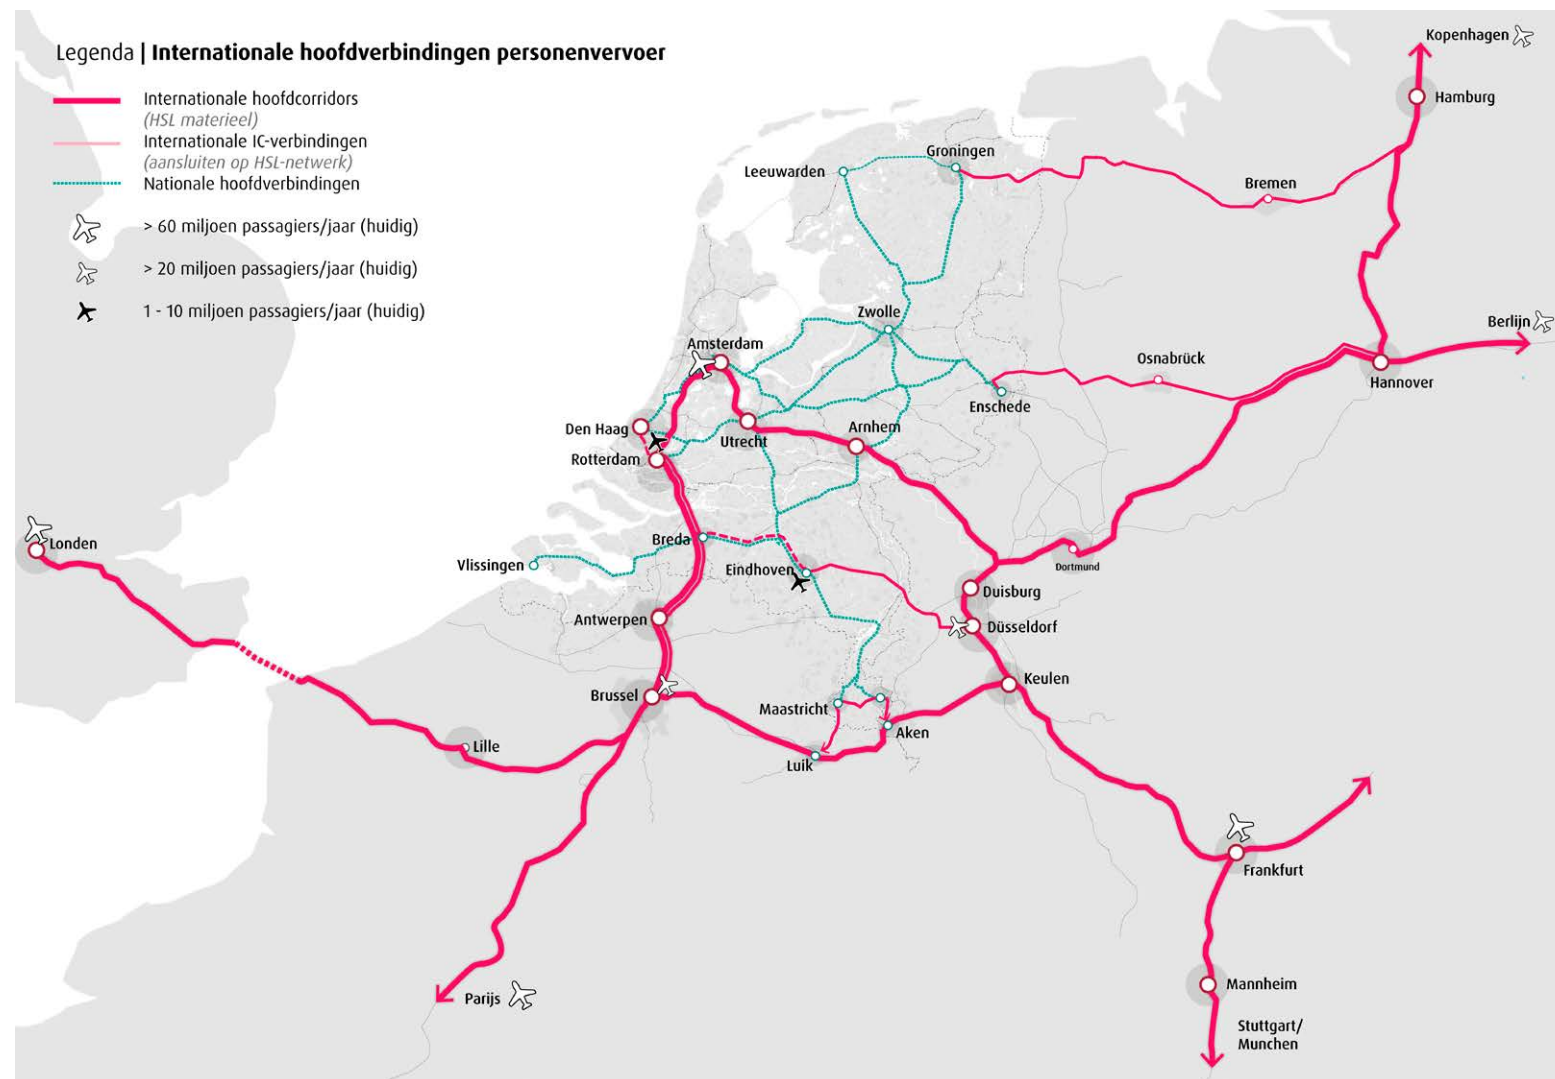 Legenda | Internationale hoofdverbindingen personenvervoer
Internationale hoofdcorridors
(HSL materieel)
Internationale IC-verbindingen
(aansluiten op HSL-netwerk)
Nationale hoofdverbindingen
> 60 miljoen passagiers/jaar (huidig)
> 20 miljoen passagiers/jaar (huidig)
1 - 10 miljoen passagiers/jaar (huidig)
Kopenhagen
Hamburg
Groningen
Leeuwarden
Bremen
Zwolle
Berlijn
Amsterdam
Osnabrück
Hannover
Enschede
Den Haag
Utrecht
Arnhem
Rotterdam
Londen
Breda
Vlissingen
Eindhoven
Dortmund
Duisburg
Antwerpen
Düsseldorf
Keulen
Brussel
Maastricht
Aken
Lille
Luik
Frankfurt
Mannheim
Parijs
Stuttgart/
Munchen